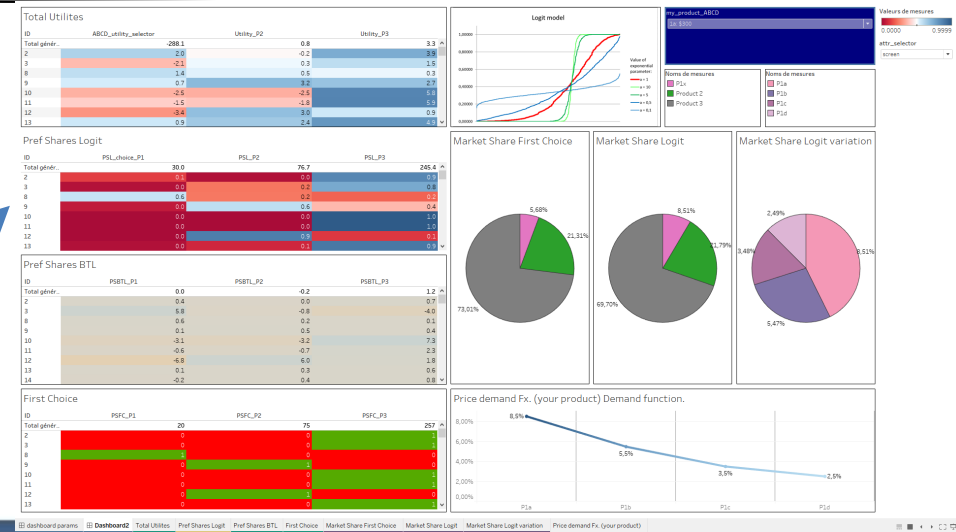 Total Utilites
ID ABCD_utility_selector Utility_P2 Utility_P3
Total génér.. -288.1 0.8 3.3
2 2.0 -0.2 3.9
3 -2.1 0.3 1.5
8 1.4 0.5 0.3
9 0.7 3.2 2.7
10 -2.5 -2.5 5.8
11 -1.5 -1.8 5.9
12 -3.4 3.0 0.9
13 0.9 2.4 4.3
Logit model
1,20000
1,00000
0,80000
0,60000
0,40000
0,20000
0,00000
Value of
exponential
parameter:
my_product_ABCD
1a $300
Noms de mesures
P1x
Product 2
Product 3
Noms de mesures
P1a
P1b
P1c
P1d
Valeurs de mesures
0.0000 0.9999
attr_selector
screen
Pref Shares Logit
ID PSL_choice_P1 PSL_P2 PSL_P3
Total génér.. 30.0 76.7 245.4
2 0.1 0.0 0.9
3 0.0 0.2 0.8
8 0.6 0.2 0.2
9 0.0 0.6 0.4
10 0.0 0.0 1.0
11 0.0 0.0 1.0
12 0.0 0.9 0.1
13 0.0 0.1 0.9
Pref Shares BTL
ID PSBTL_P1 PSBTL_P2 PSBTL_P3
Total génér.. 0.0 -0.2 1.2
2 0.4 0.0 0.7
3 5.8 -0.8 -4.0
8 0.6 0.2 0.1
9 0.1 0.5 0.4
10 -3.1 -3.2 7.3
11 -0.6 -0.7 2.3
12 -6.8 6.0 1.8
13 0.1 0.3 0.6
14 -0.2 0.4 0.8
Market Share First Choice
5,68%
21,31%
73,01%
Market Share Logit
8,51%
21,79%
69,70%
Market Share Logit variation
2,49%
3,48%
8,51%
5,47%
First Choice
ID PSFC_P1 PSFC_P2 PSFC_P3
Total génér.. 20 75 257
2 0 0 1
3 0 0 1
8 1 0 0
9 0 1 0
10 0 0 1
11 0 0 1
12 0 1 0
13 0 0 1
Price demand Fx. (your product) Demand function.
8,00%
6,00%
4,00%
2,00%
0,00%
8,5%
5,5%
3,5%
2,5%
P1a P1b P1c P1d
dashboard params Dashboard2 Total Utilites Pref Shares Logit Pref Shares BTL First Choice Market Share First Choice Market Share Logit Market Share Logit variation Price demand Fx. (your product)